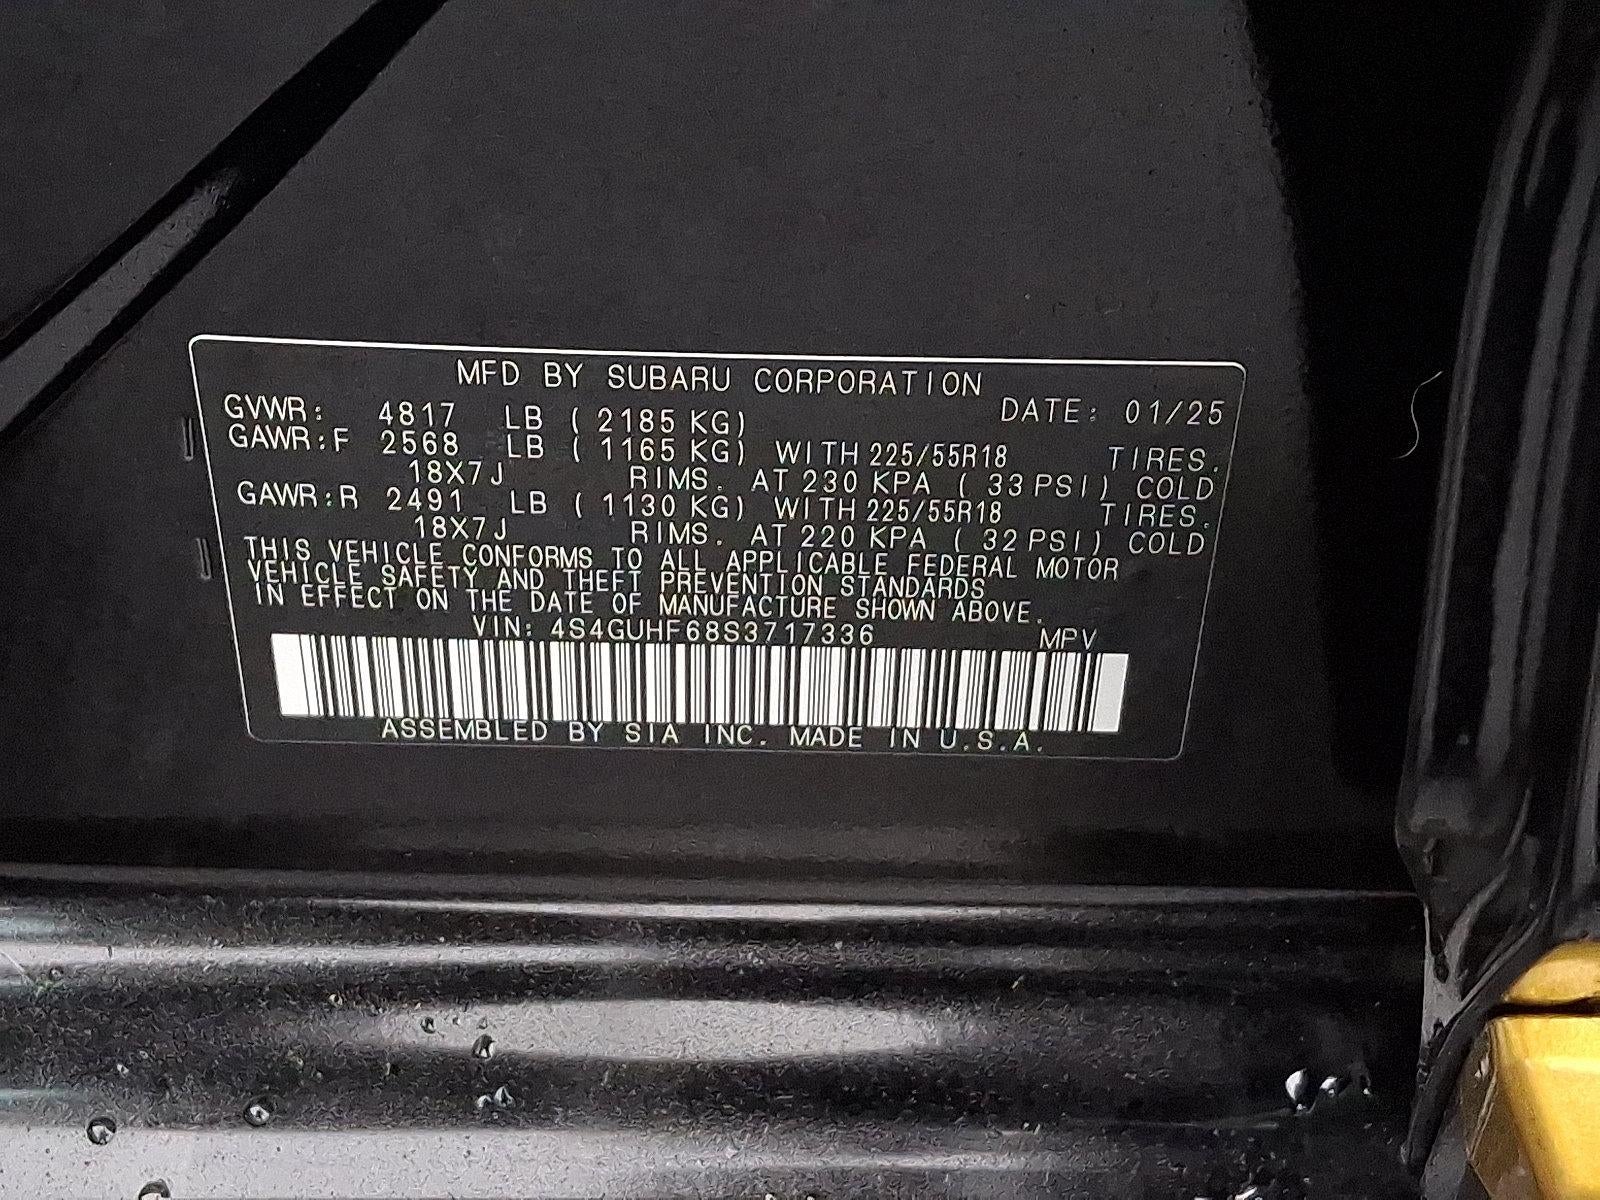 MFD BY SUBARU CORPORATION
GVWR: 4817 LB ( 2185 KG) DATE: 01/25
GAWR:F 2568 LB ( 1165 KG) WITH 225/55R18 TIRES.
18X7J RIMS. AT 230 KPA ( 33 PSI) COLD
GAWR:R 2491 LB ( 1130 KG) WITH 225/55R18 TIRES.
18X7J RIMS. AT 220 KPA ( 32 PSI) COLD
THIS VEHICLE CONFORMS TO ALL APPLICABLE FEDERAL MOTOR
VEHICLE SAFETY AND THEFT PREVENTION STANDARDS
IN EFFECT ON THE DATE OF MANUFACTURE SHOWN ABOVE.
VIN: 4S4GUHF68S3717336 MPV
ASSEMBLED BY SIA INC. MADE IN U.S.A.